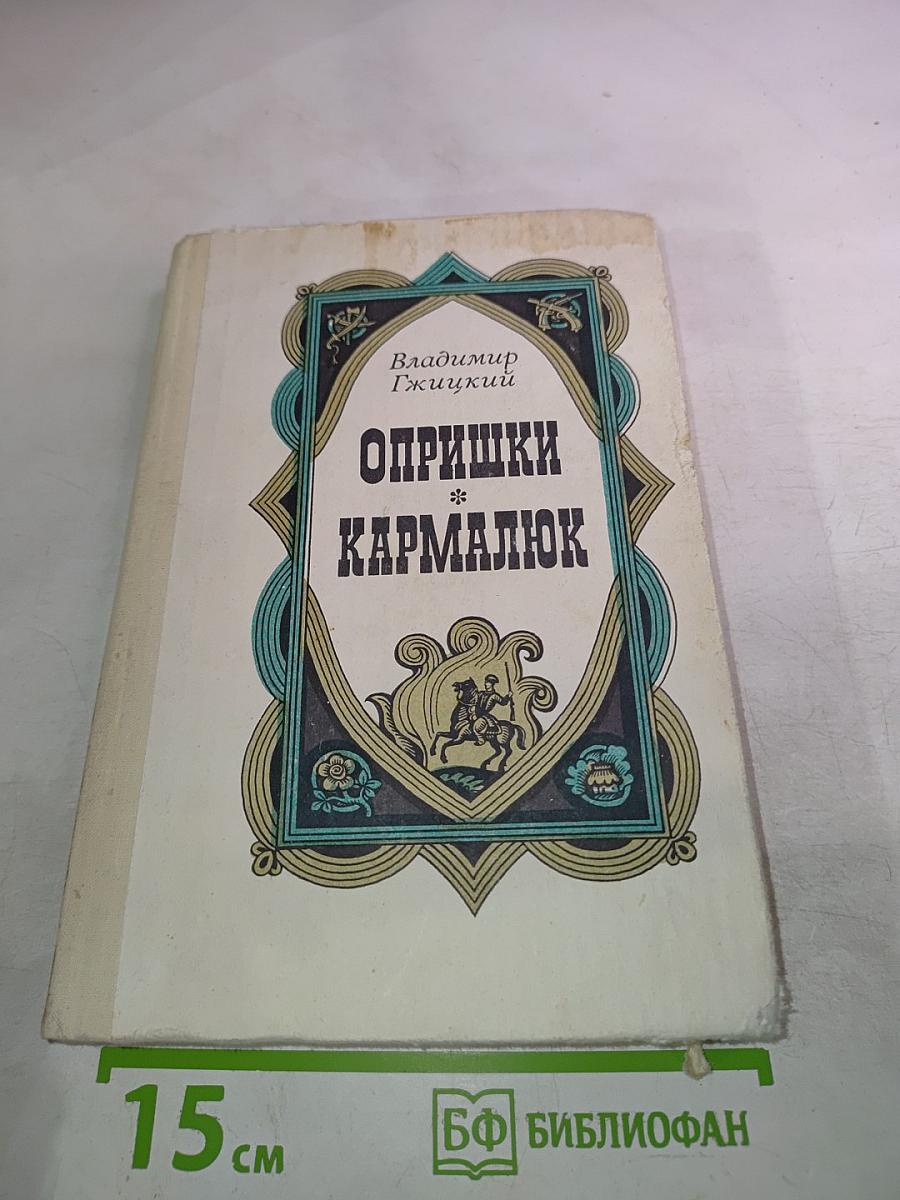 Владимир
Гжицкий
ОПРИШКИ
*
КАРМАЛЮК
15 см
БФ БИБЛИОФАН